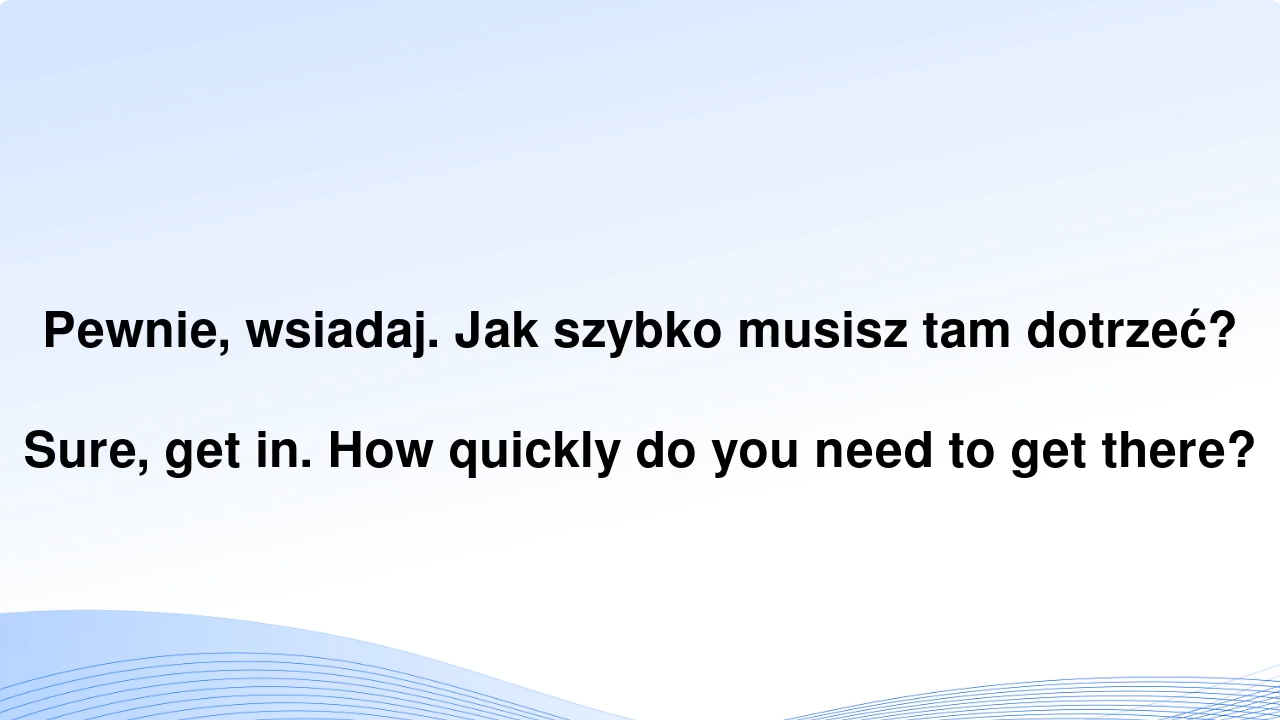 Pewnie, wsiadaj. Jak szybko musisz tam dotrzeć?
Sure, get in. How quickly do you need to get there?